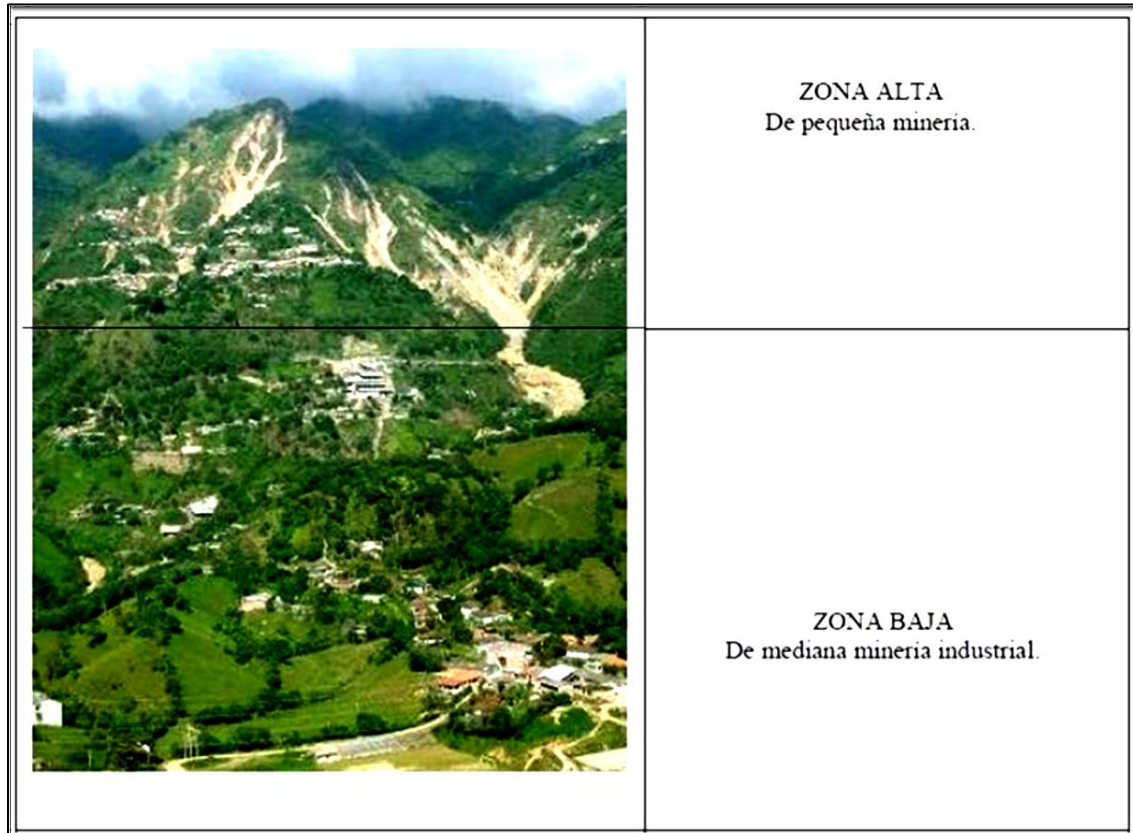 ZONA ALTA
De pequeña mineria.
ZONA BAJA
De mediana mineria industrial.